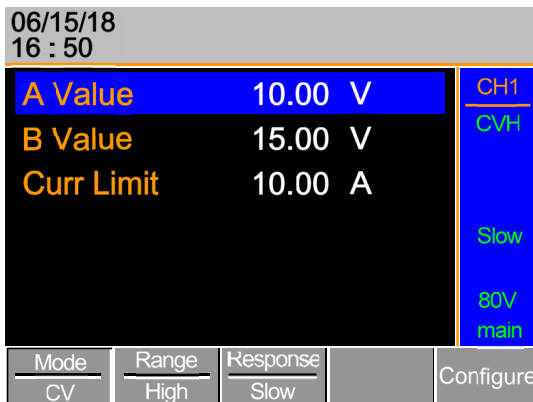 06/15/18
16 : 50
A Value 10.00 V
B Value 15.00 V
Curr Limit 10.00 A
CH1
CVH
Slow
80V
main
Mode Range Response
CV High Slow
Configure